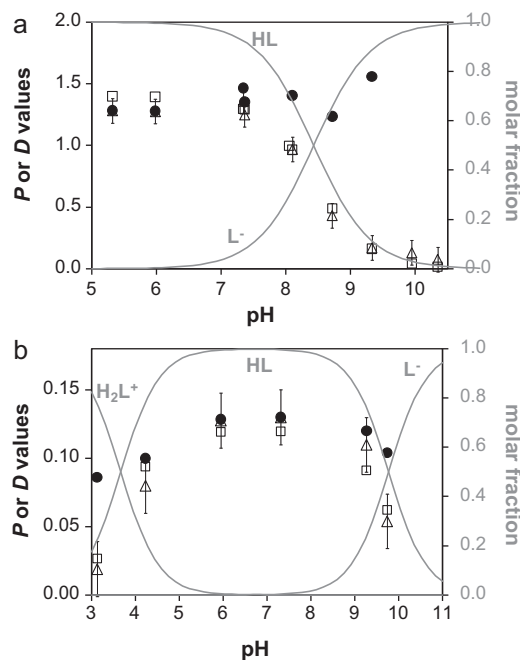 a
2.0
1.5
1.0
0.5
0.0
P or D values
HL
L⁻
1.0
0.8
0.6
0.4
0.2
0.0
molar fraction
5 6 7 8 9 10
pH
b
0.15
0.10
0.05
0.00
P or D values
H₂L⁺
HL
L⁻
1.0
0.8
0.6
0.4
0.2
0.0
molar fraction
3 4 5 6 7 8 9 10 11
pH